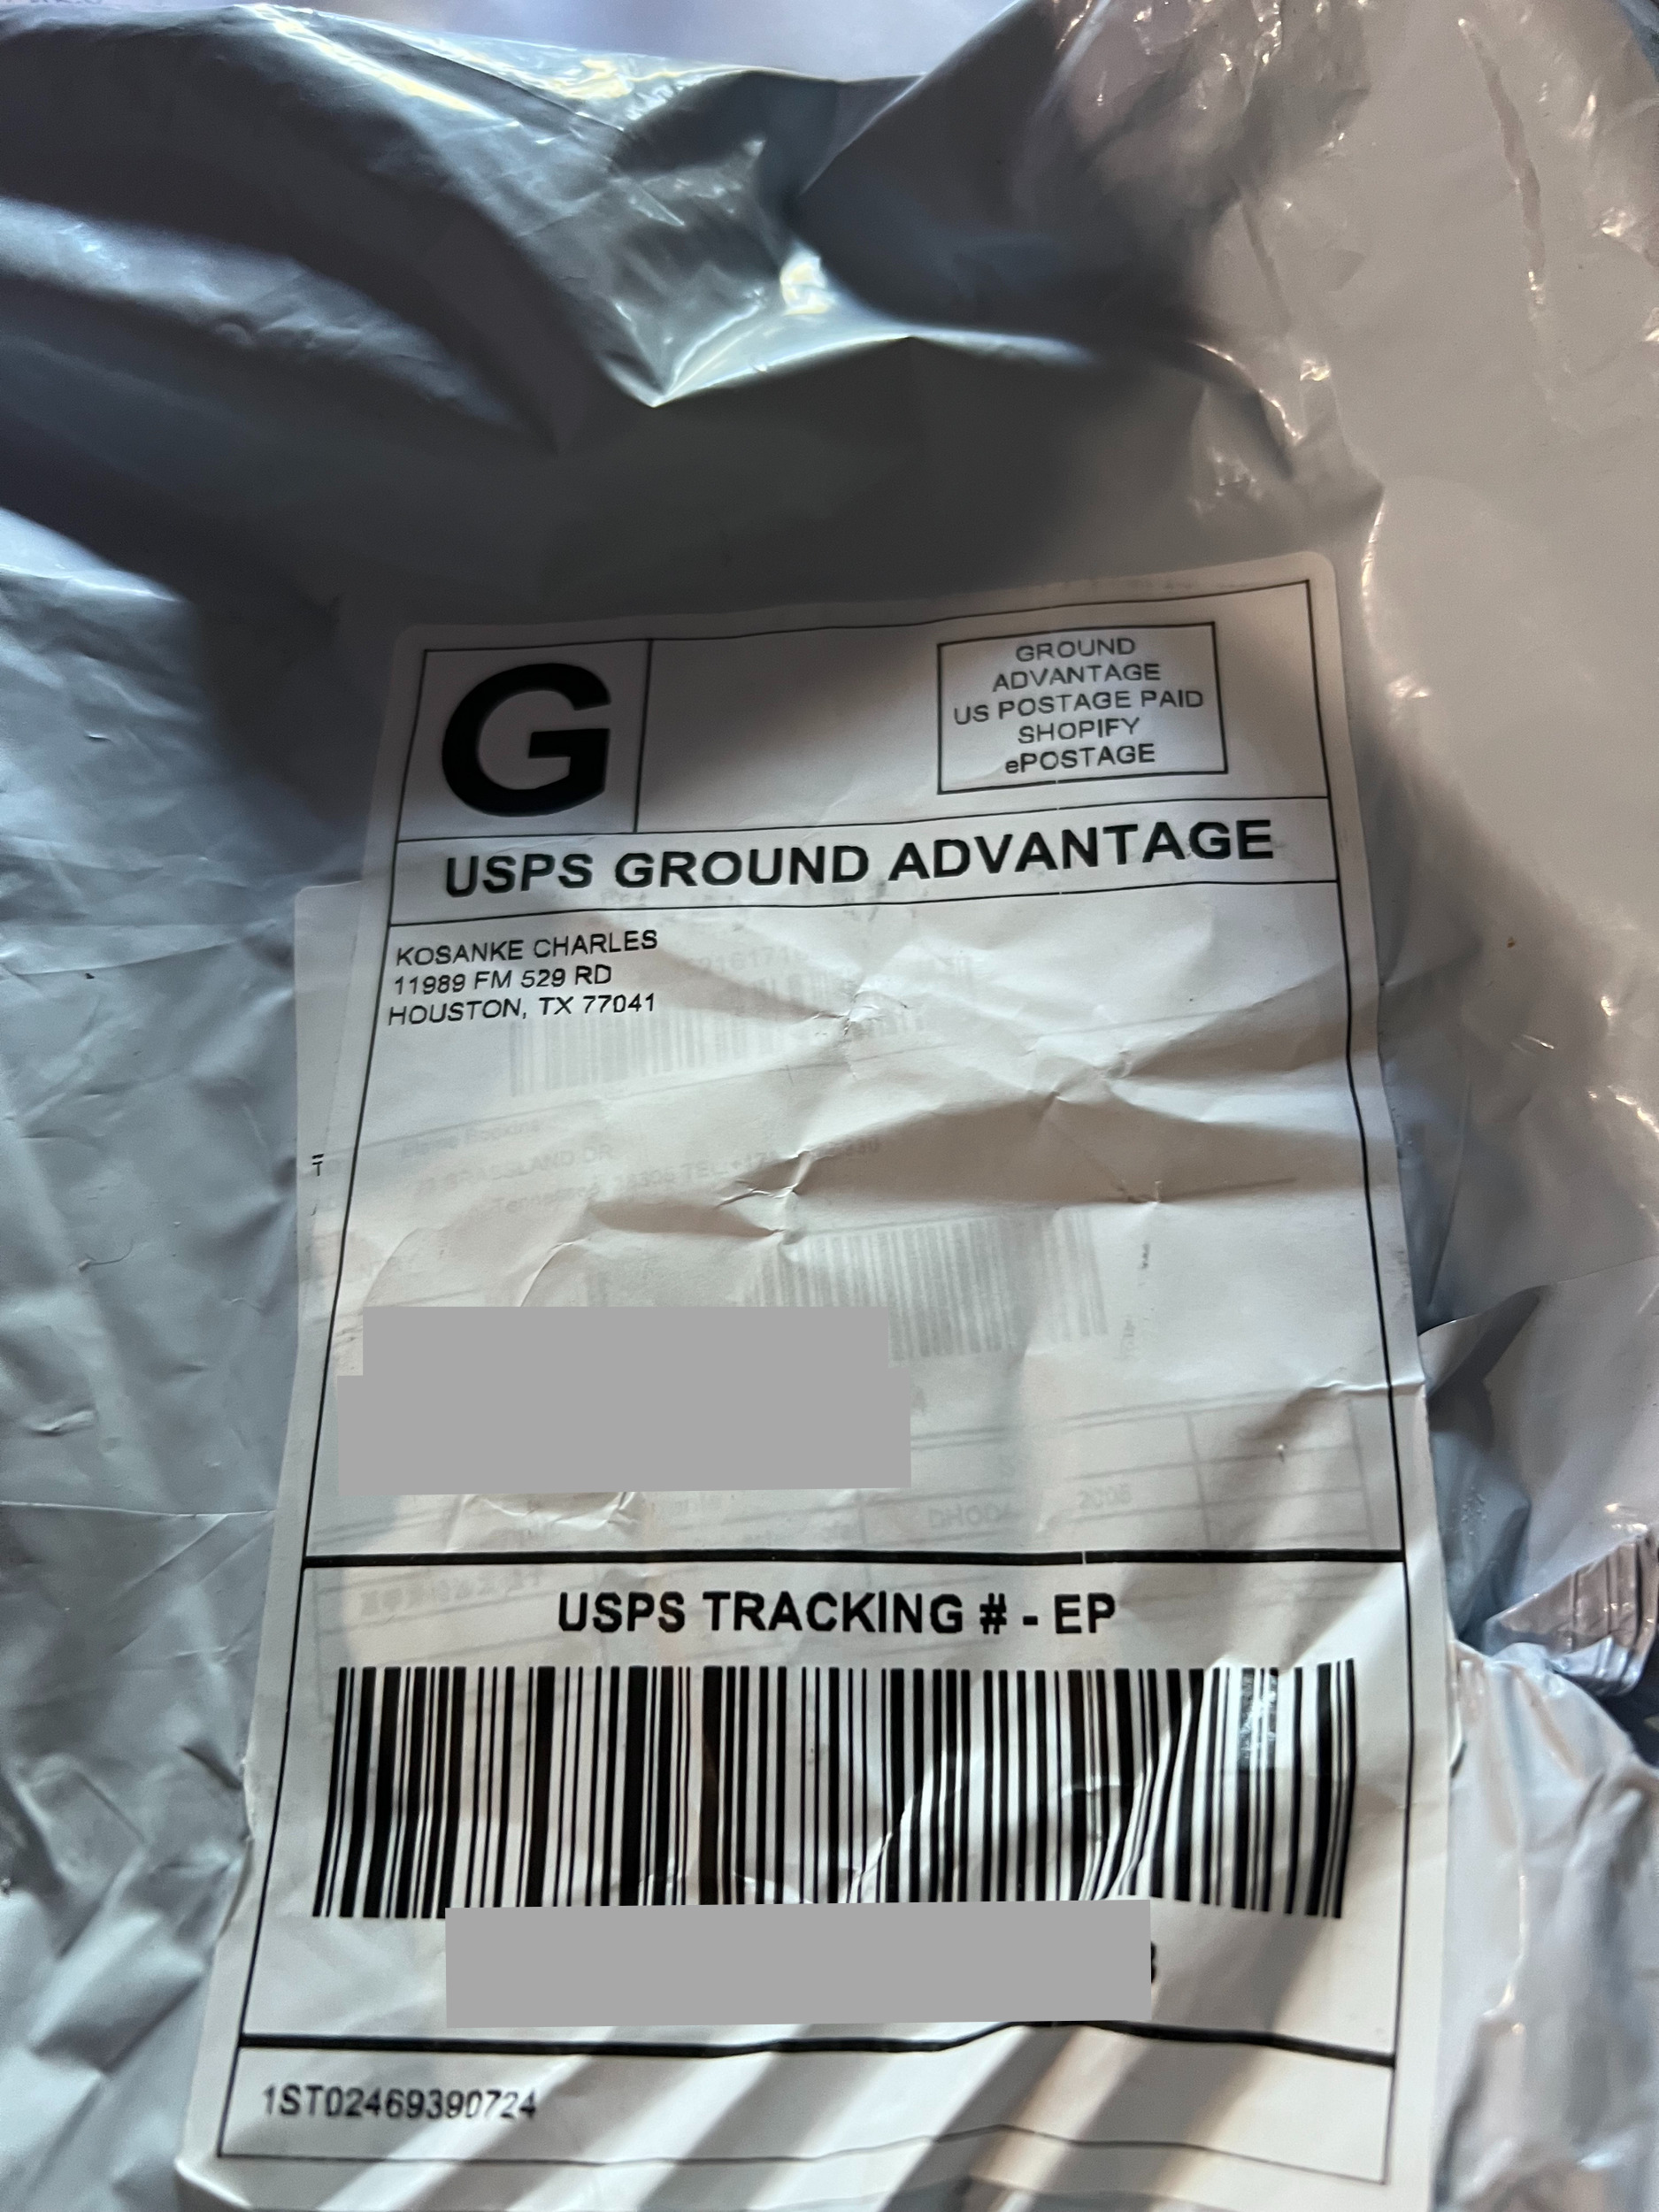 G
GROUND
ADVANTAGE
US POSTAGE PAID
SHOPIFY
ePOSTAGE
USPS GROUND ADVANTAGE
KOSANKE CHARLES
11989 FM 529 RD
HOUSTON, TX 77041
USPS TRACKING # - EP
1ST02469390724